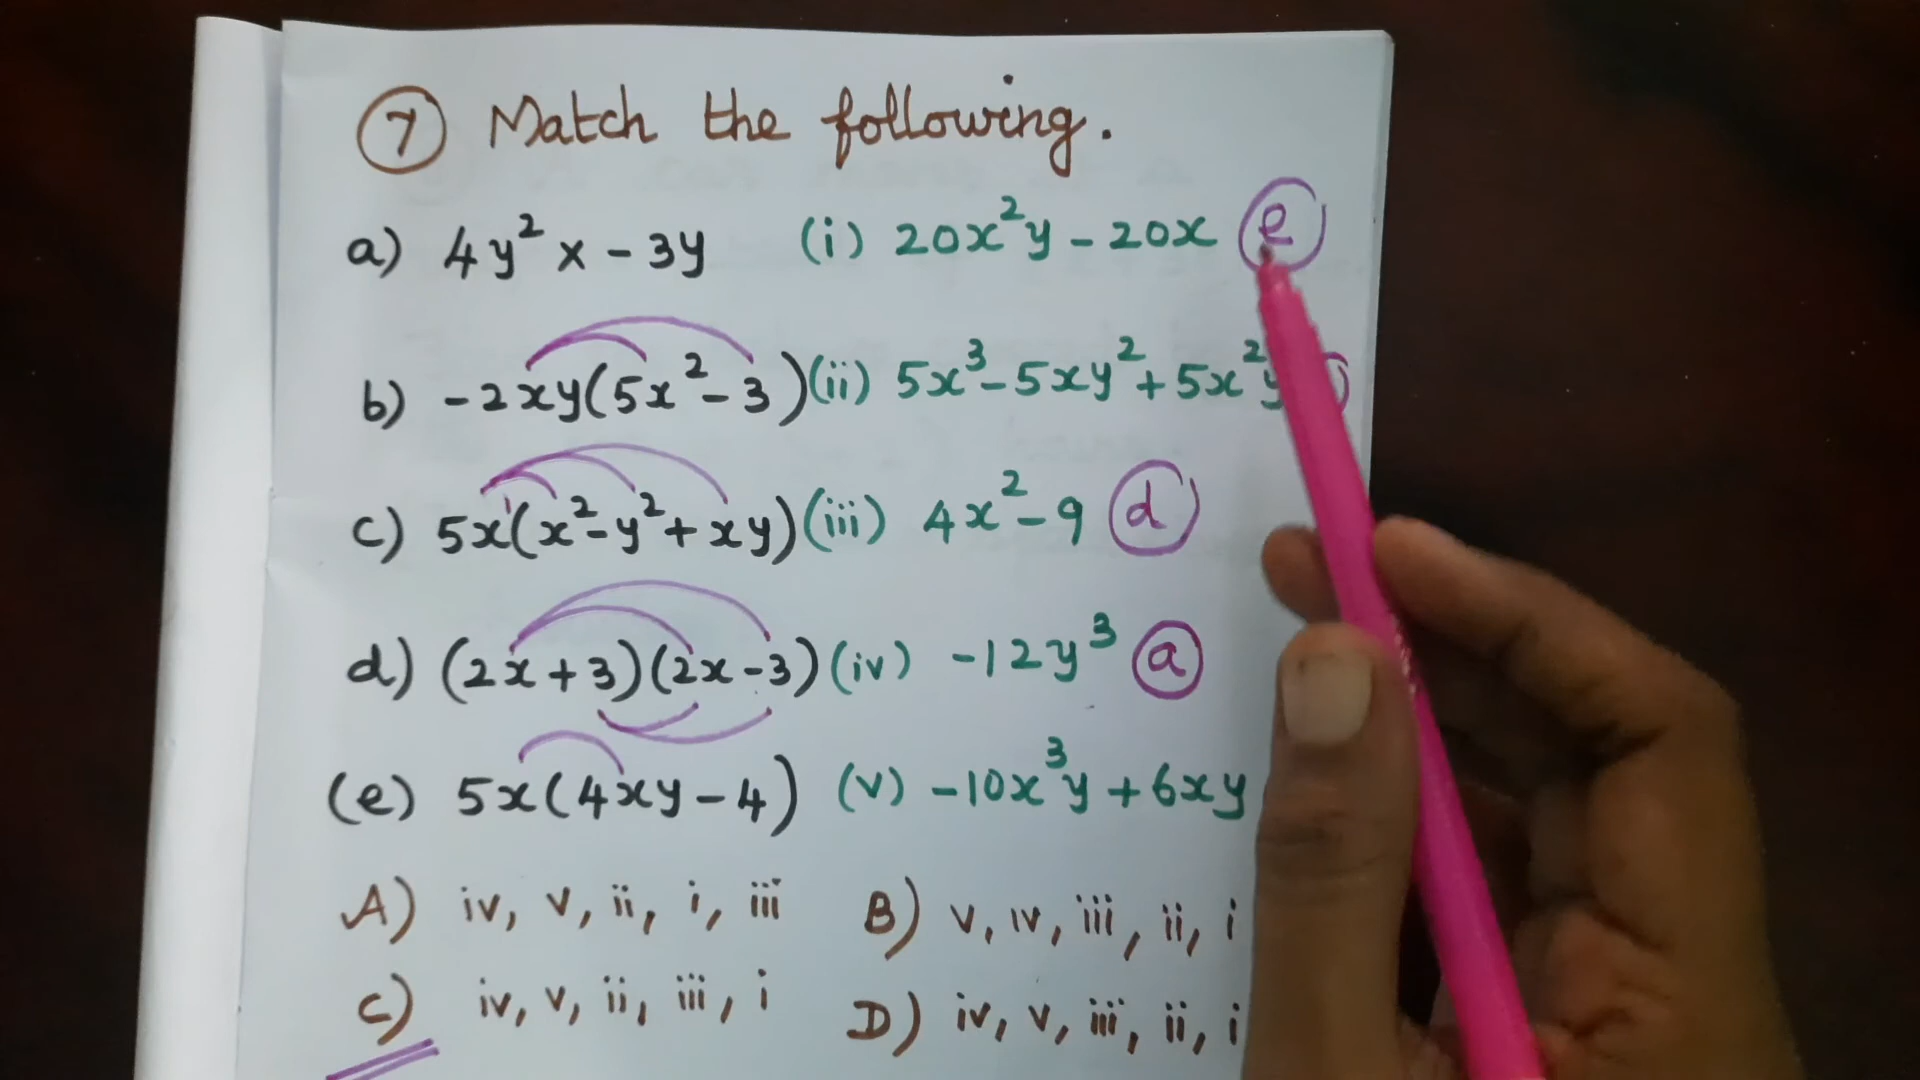 7 Match the following.
a) 4y² x - 3y (i) 20x²y - 20x e
b) -2xy(5x² - 3) (ii) 5x³ - 5xy² + 5x²y
c) 5x(x² - y² + xy) (iii) 4x² - 9 d
d) (2x + 3)(2x - 3) (iv) -12y³ a
(e) 5x(4xy - 4) (v) -10x³y + 6xy
A) iv, v, ii, i, iii B) v, iv, iii, ii, i
C) iv, v, ii, iii, i D) iv, v, iii, ii, i